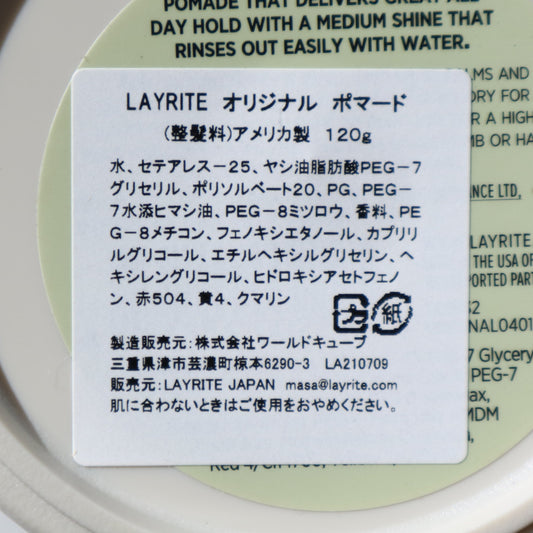 POMADE THAT DELIVERS GREAT ALL
DAY HOLD WITH A MEDIUM SHINE THAT
RINSES OUT EASILY WITH WATER.
LAYRITE オリジナル ポマード
(整髪料)アメリカ製 120g
水、セテアレス－25、ヤシ油脂肪酸PEG－7
グリセリル、ポリソルベート20、PG、PEG－
7水添ヒマシ油、PEG－8ミツロウ、香料、PE
G－8メチコン、フェノキシエタノール、カプリリ
ルグリコール、エチルヘキシルグリセリン、ヘ
キシレングリコール、ヒドロキシアセトフェノ
ン、赤504、黄4、クマリン
プラ 紙
製造販売元：株式会社ワールドキューブ
三重県津市芸濃町椋本6290-3 LA210709
販売元：LAYRITE JAPAN masa@layrite.com
肌に合わないときはご使用をおやめください。
AND
DRY FOR
A HIGH
OR
LTD,
LAYRITE
THE USA OF
PART
NAL0401
7 Glycery
PEG-7